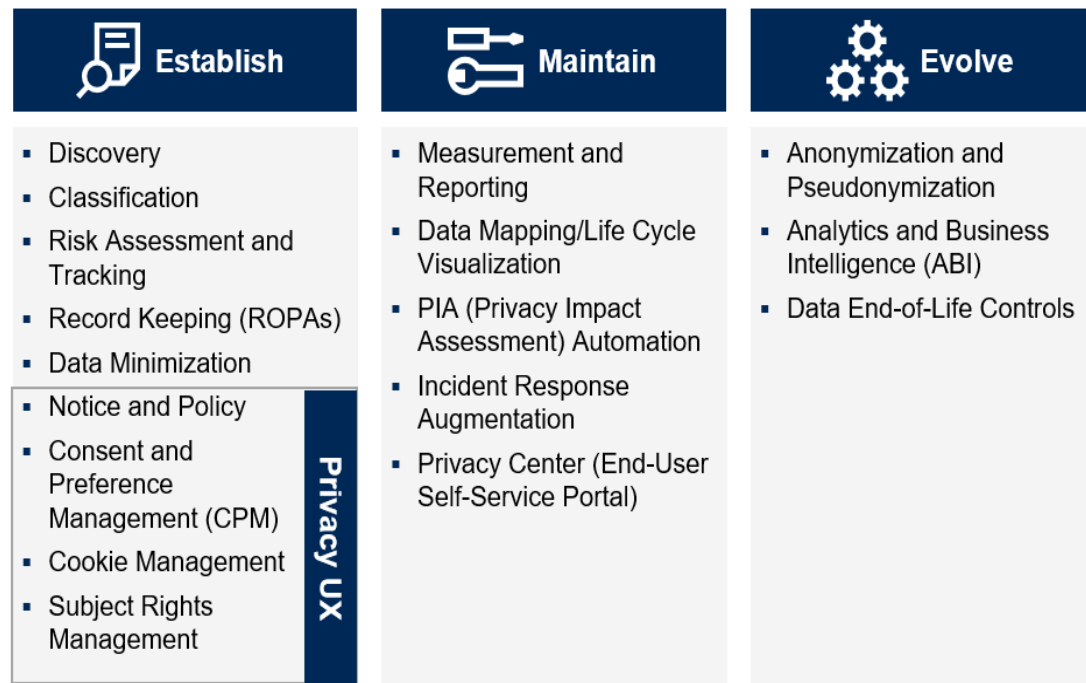 Establish
▪ Discovery
▪ Classification
▪ Risk Assessment and
Tracking
▪ Record Keeping (ROPAs)
▪ Data Minimization
▪ Notice and Policy
▪ Consent and
Preference
Management (CPM)
▪ Cookie Management
▪ Subject Rights
Management
Privacy UX
Maintain
▪ Measurement and
Reporting
▪ Data Mapping/Life Cycle
Visualization
▪ PIA (Privacy Impact
Assessment) Automation
▪ Incident Response
Augmentation
▪ Privacy Center (End-User
Self-Service Portal)
Evolve
▪ Anonymization and
Pseudonymization
▪ Analytics and Business
Intelligence (ABI)
▪ Data End-of-Life Controls